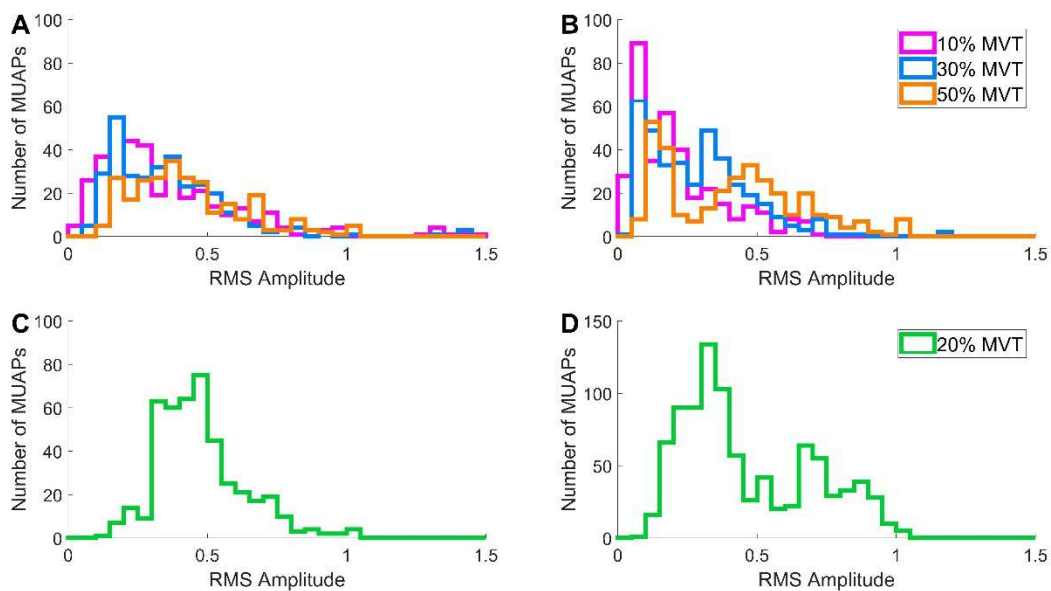 A
100
80
60
40
20
0
Number of MUAPs
0 0.5 1 1.5
RMS Amplitude
B
100
80
60
40
20
0
Number of MUAPs
10% MVT
30% MVT
50% MVT
0 0.5 1 1.5
RMS Amplitude
C
100
80
60
40
20
0
Number of MUAPs
0 0.5 1 1.5
RMS Amplitude
D
150
100
50
0
Number of MUAPs
20% MVT
0 0.5 1 1.5
RMS Amplitude